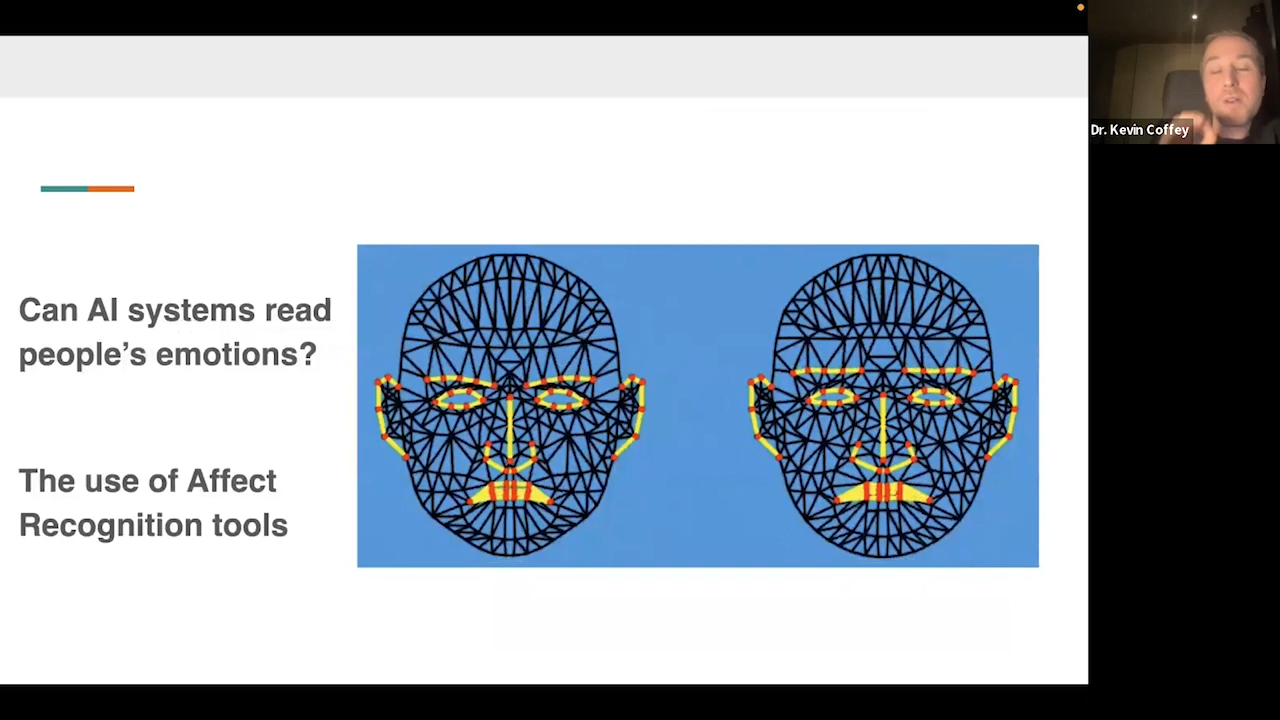 Can AI systems read
people’s emotions?
The use of Affect
Recognition tools
Dr. Kevin Coffey